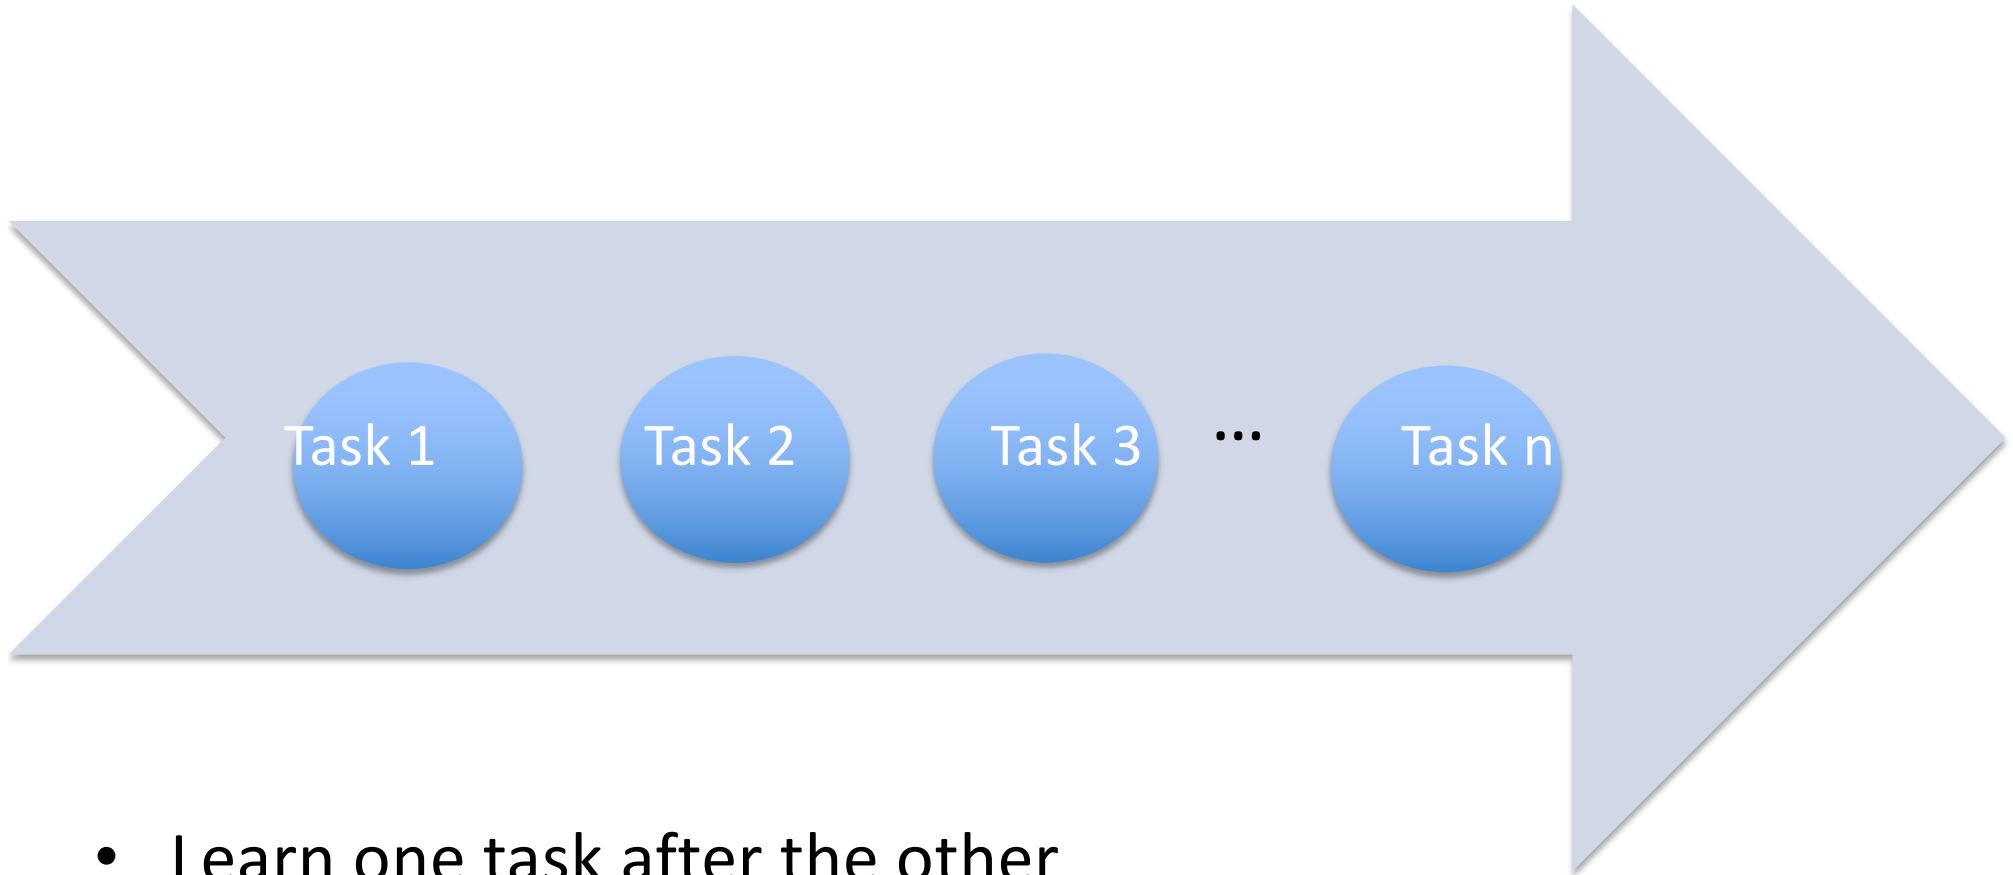 Task 1 Task 2 Task 3 ... Task n
• Learn one task after the other